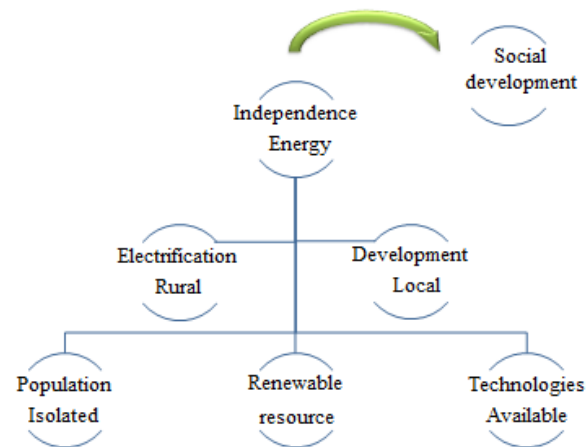 Social
development
Independence
Energy
Electrification
Rural
Development
Local
Population
Isolated
Renewable
resource
Technologies
Available